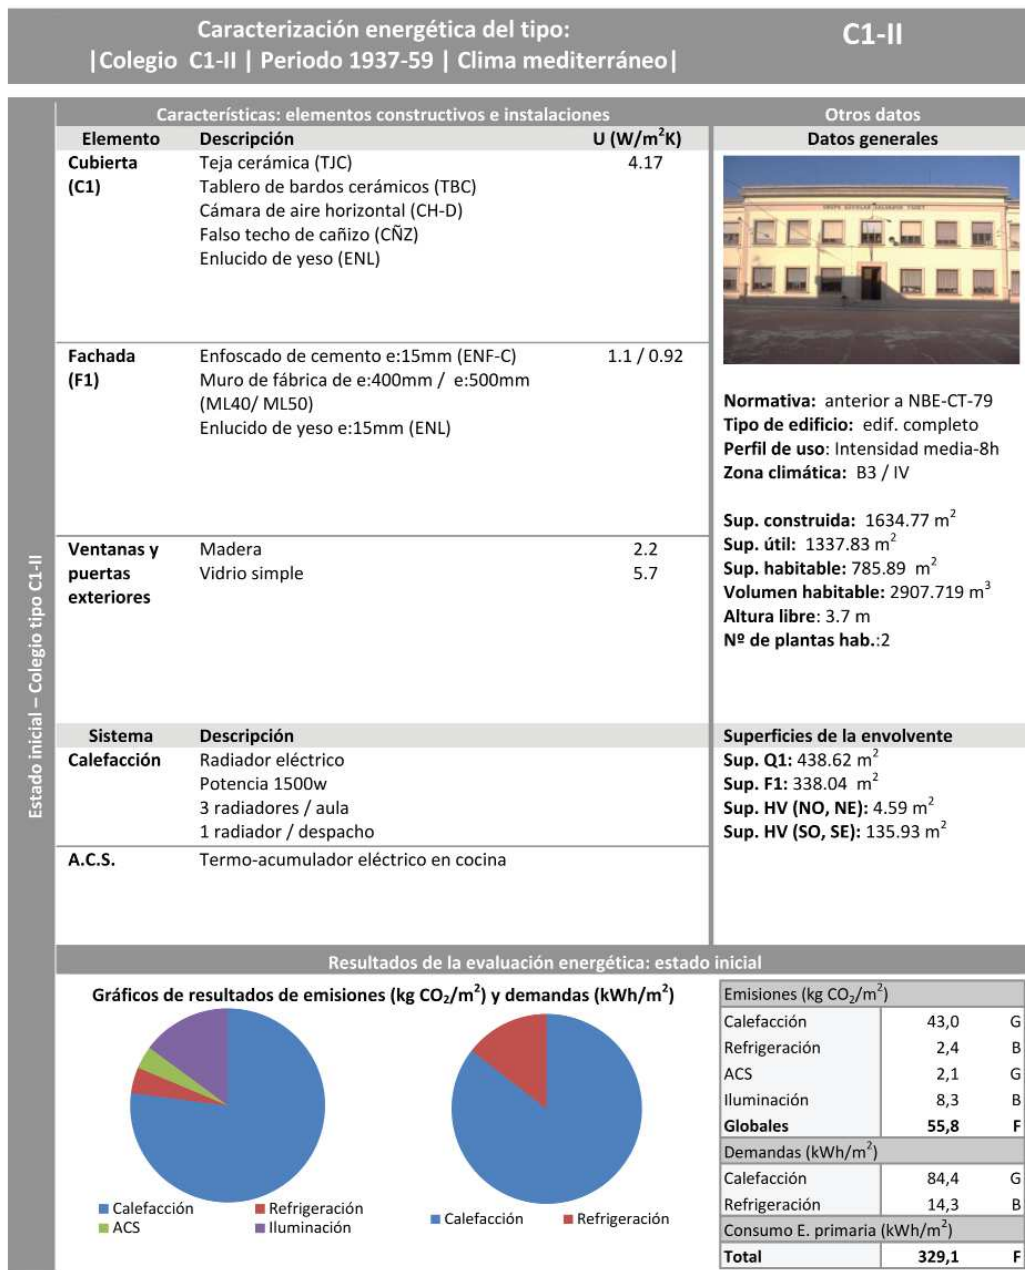 Caracterización energética del tipo:
|Colegio C1-II | Periodo 1937-59 | Clima mediterráneo|
C1-II
Estado inicial – Colegio tipo C1-II
Características: elementos constructivos e instalaciones
Elemento Descripción U (W/m²K)
Cubierta (C1) Teja cerámica (TJC) 4.17
Tablero de bardos cerámicos (TBC)
Cámara de aire horizontal (CH-D)
Falso techo de cañizo (CÑZ)
Enlucido de yeso (ENL)
Fachada (F1) Enfoscado de cemento e:15mm (ENF-C) 1.1 / 0.92
Muro de fábrica de e:400mm / e:500mm
(ML40/ ML50)
Enlucido de yeso e:15mm (ENL)
Ventanas y puertas exteriores Madera 2.2
Vidrio simple 5.7
Sistema Descripción
Calefacción Radiador eléctrico
Potencia 1500w
3 radiadores / aula
1 radiador / despacho
A.C.S. Termo-acumulador eléctrico en cocina
Otros datos
Datos generales
GRUPO ESCOLAR SALVADOR TUSET
Normativa: anterior a NBE-CT-79
Tipo de edificio: edif. completo
Perfil de uso: Intensidad media-8h
Zona climática: B3 / IV
Sup. construida: 1634.77 m²
Sup. útil: 1337.83 m²
Sup. habitable: 785.89 m²
Volumen habitable: 2907.719 m³
Altura libre: 3.7 m
Nº de plantas hab.:2
Superficies de la envolvente
Sup. Q1: 438.62 m²
Sup. F1: 338.04 m²
Sup. HV (NO, NE): 4.59 m²
Sup. HV (SO, SE): 135.93 m²
Resultados de la evaluación energética: estado inicial
Gráficos de resultados de emisiones (kg CO₂/m²) y demandas (kWh/m²)
Calefacción Refrigeración
ACS Iluminación
Calefacción Refrigeración
Emisiones (kg CO₂/m²)
Calefacción 43,0 G
Refrigeración 2,4 B
ACS 2,1 G
Iluminación 8,3 B
Globales 55,8 F
Demandas (kWh/m²)
Calefacción 84,4 G
Refrigeración 14,3 B
Consumo E. primaria (kWh/m²)
Total 329,1 F